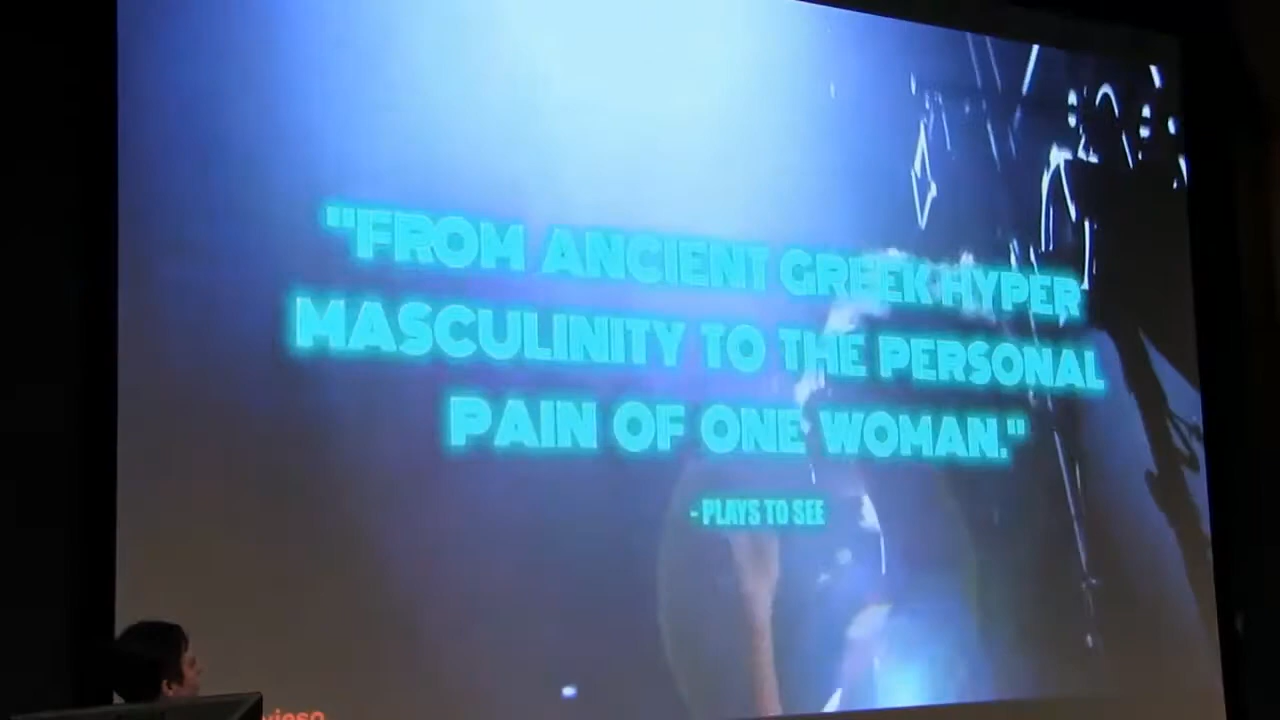 "FROM ANCIENT GREEK HYPER
MASCULINITY TO THE PERSONAL
PAIN OF ONE WOMAN."
- PLAYS TO SEE